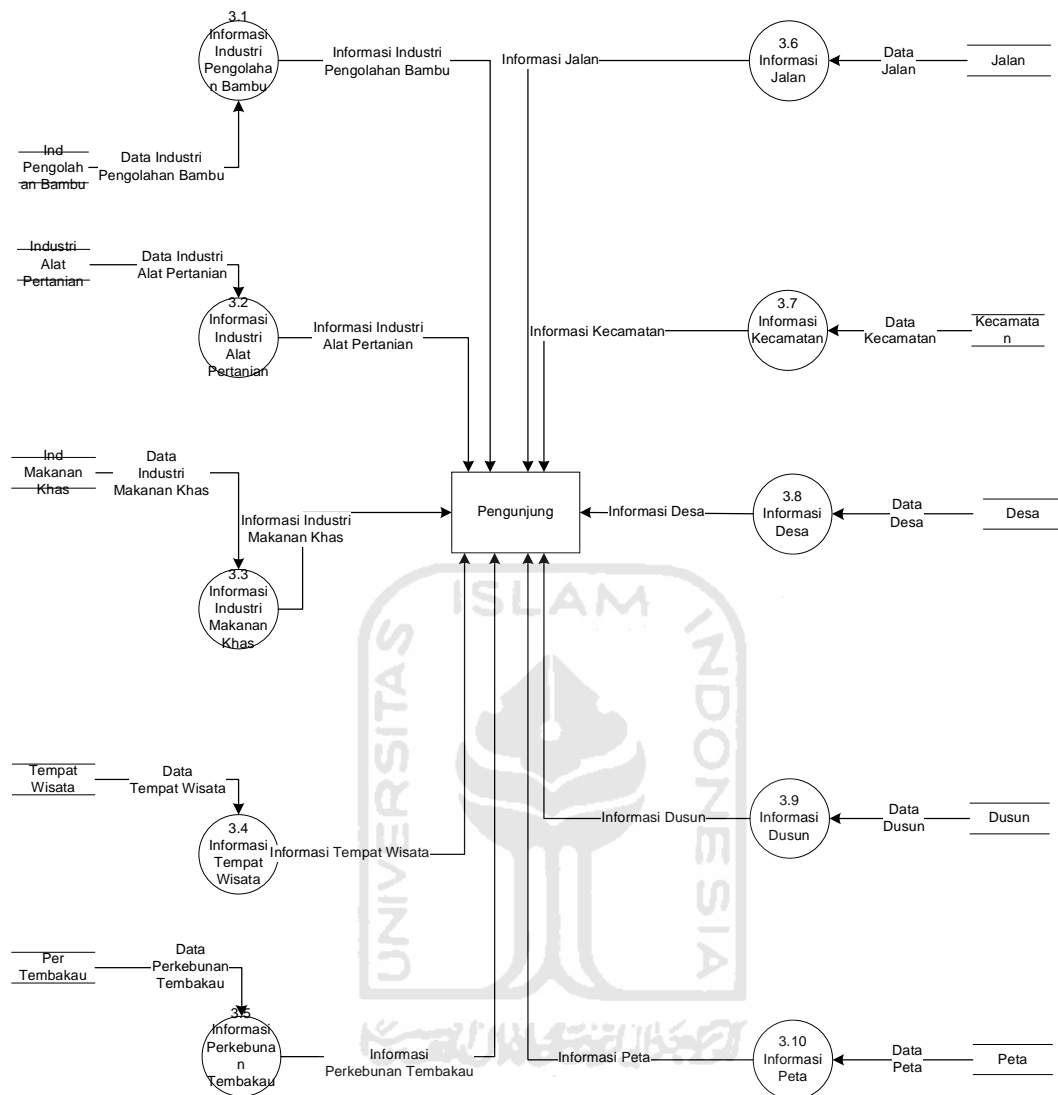 3.1
Informasi
Industri
Pengolaha
n Bambu
Informasi Industri
Pengolahan Bambu
Informasi Jalan
3.6
Informasi
Jalan
Data
Jalan
Jalan
Ind
Pengolah
an Bambu
Data Industri
Pengolahan Bambu
Industri
Alat
Pertanian
Data Industri
Alat Pertanian
3.2
Informasi
Industri
Alat
Pertanian
Informasi Industri
Alat Pertanian
Informasi Kecamatan
3.7
Informasi
Kecamatan
Data
Kecamatan
Kecamata
n
Ind
Makanan
Khas
Data
Industri
Makanan Khas
Informasi Industri
Makanan Khas
Pengunjung
Informasi Desa
3.8
Informasi
Desa
Data
Desa
Desa
3.3
Informasi
Industri
Makanan
Khas
ISLAM
UNIVERSITAS
INDONESIA
Tempat
Wisata
Data
Tempat Wisata
3.4
Informasi
Tempat
Wisata
Informasi Tempat Wisata
Informasi Dusun
3.9
Informasi
Dusun
Data
Dusun
Dusun
Per
Tembakau
Data
Perkebunan
Tembakau
3.5
Informasi
Perkebuna
n
Tembakau
Informasi
Perkebunan Tembakau
Informasi Peta
3.10
Informasi
Peta
Data
Peta
Peta